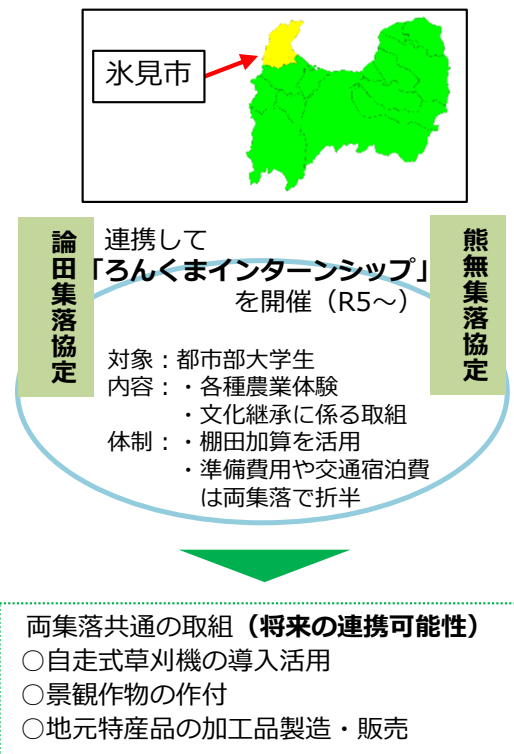 氷見市
論田集落協定
熊無集落協定
連携して
「ろんくまインターンシップ」
を開催（R5～）
対象：都市部大学生
内容：・各種農業体験
・文化継承に係る取組
体制：・棚田加算を活用
・準備費用や交通宿泊費
は両集落で折半
両集落共通の取組（将来の連携可能性）
○自走式草刈機の導入活用
○景観作物の作付
○地元特産品の加工品製造・販売